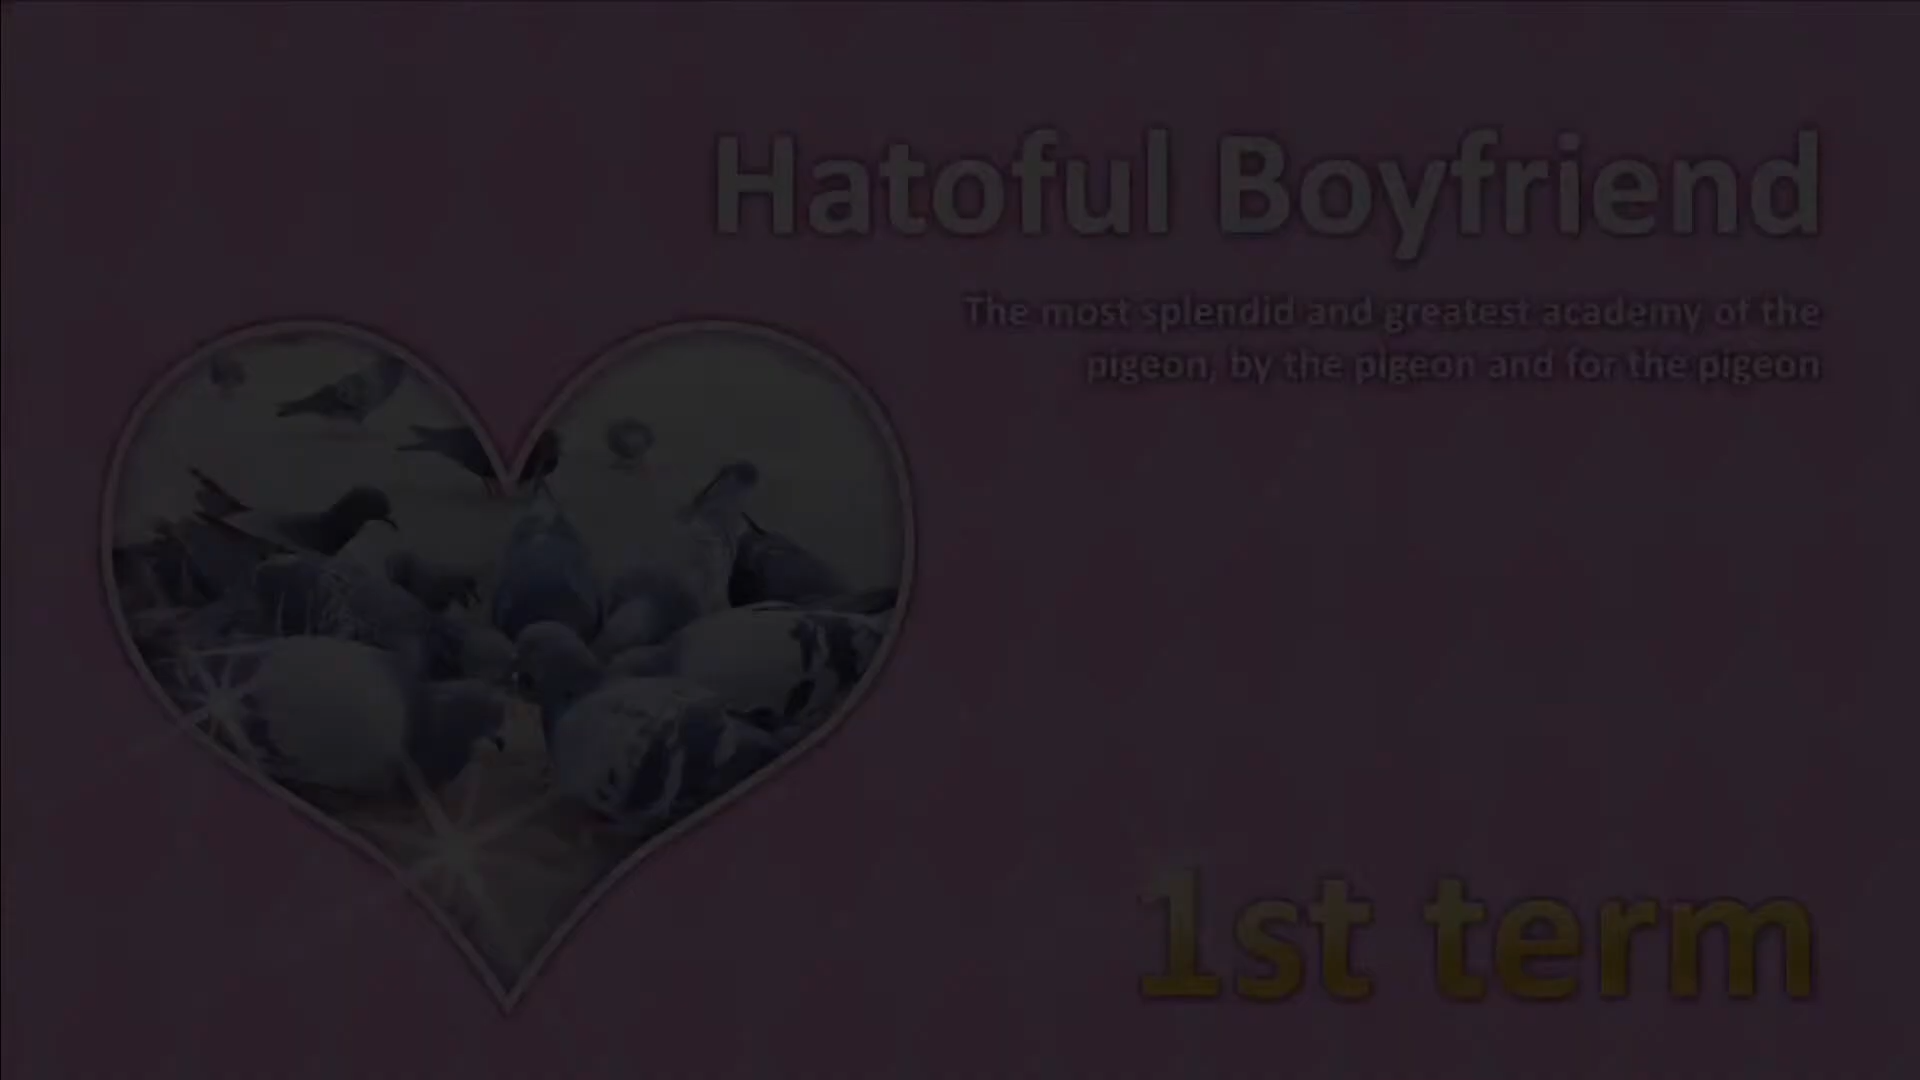 Hatoful Boyfriend
The most splendid and greatest academy of the
pigeon, by the pigeon and for the pigeon
1st term